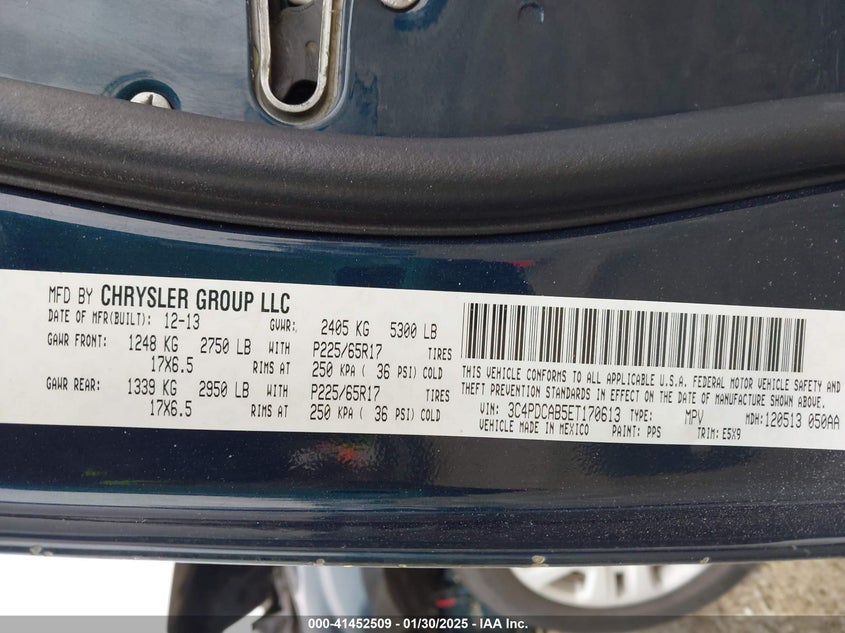 MFD BY CHRYSLER GROUP LLC
DATE OF MFR(BUILT): 12-13 GVWR: 2405 KG 5300 LB
GAWR FRONT: 1248 KG 2750 LB WITH P225/65R17 TIRES
17X6.5 RIMS AT 250 KPA ( 36 PSI) COLD
GAWR REAR: 1339 KG 2950 LB WITH P225/65R17 TIRES
17X6.5 RIMS AT 250 KPA ( 36 PSI) COLD
THIS VEHICLE CONFORMS TO ALL APPLICABLE U.S.A. FEDERAL MOTOR VEHICLE SAFETY AND
THEFT PREVENTION STANDARDS IN EFFECT ON THE DATE OF MANUFACTURE SHOWN ABOVE.
VIN: 3C4PDCAB5ET170613 TYPE: MPV MDH:120513 050AA
VEHICLE MADE IN MEXICO PAINT: PPS TRIM: E5X9
000-41452509 - 01/30/2025 - IAA Inc.